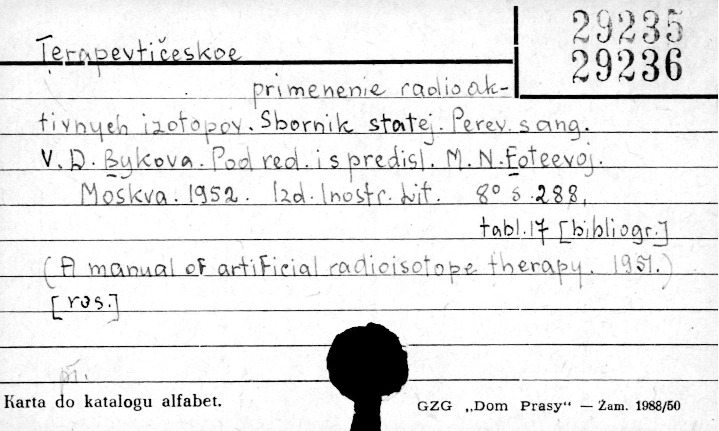 29235
29236
Terapevtičeskoe
primenenie radioak-
tivnych izotopov. Sbornik statej. Perev. s ang.
V. D. Bykova. Pod red. i s predisl. M. N. Foteevoj.
Moskva. 1952. Izd. Inostr. Lit. 8° s. 288,
tabl. 17 [bibliogr.]
(A manual of artificial radioisotope therapy. 1951.)
[ros.]
Karta do katalogu alfabet.
GZG „Dom Prasy“ — Zam. 1988/50